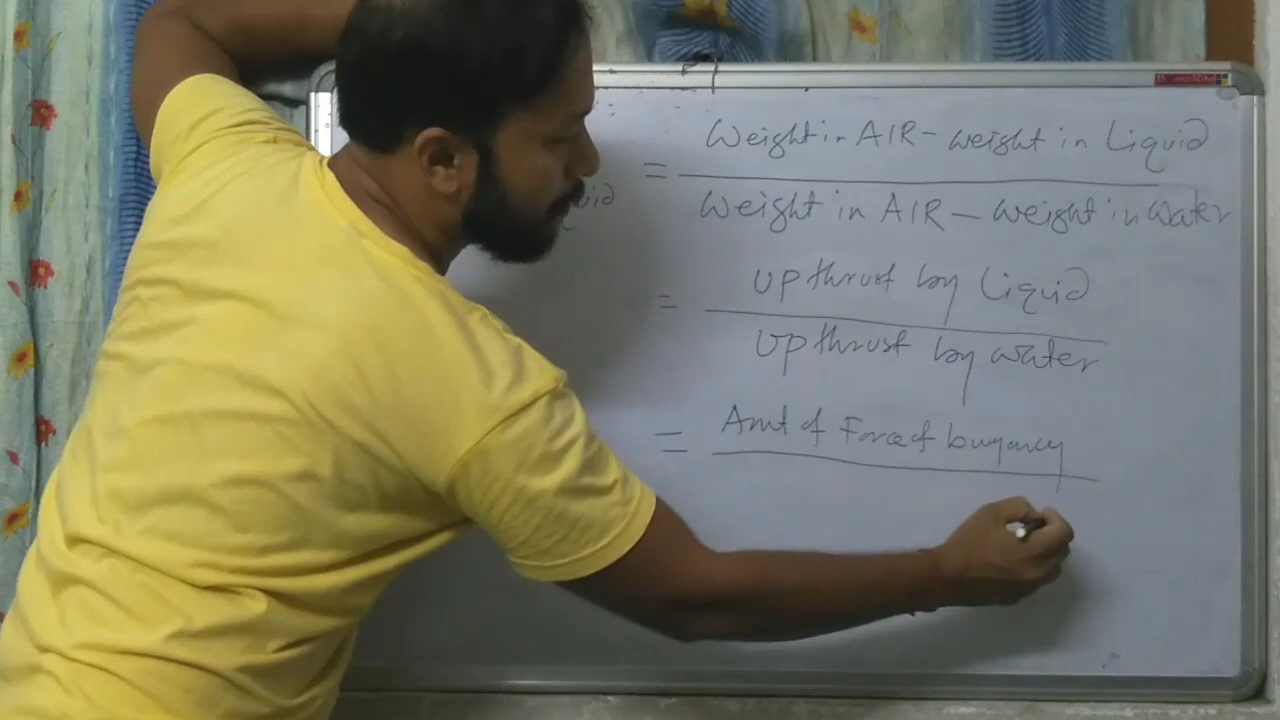 Weight in AIR - weight in Liquid
=
Weight in AIR - weight in water
upthrust by Liquid
=
upthrust by water
= Amt of Force of buoyancy